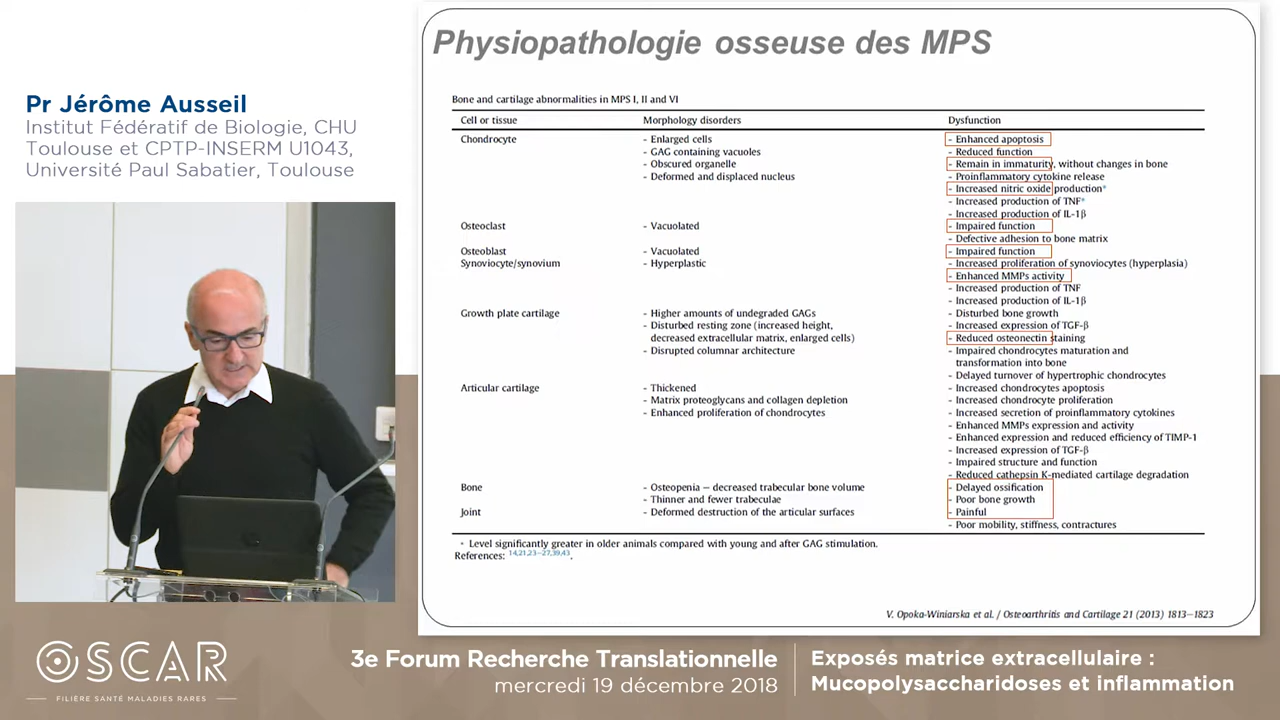 Pr Jérôme Ausseil
Institut Fédératif de Biologie, CHU
Toulouse et CPTP-INSERM U1043,
Université Paul Sabatier, Toulouse
Physiopathologie osseuse des MPS
Bone and cartilage abnormalities in MPS I, II and VI
Cell or tissue Morphology disorders Dysfunction
Chondrocyte - Enlarged cells - Enhanced apoptosis
- GAG containing vacuoles - Reduced function
- Obscured organelle - Remain in immaturity, without changes in bone
- Deformed and displaced nucleus - Proinflammatory cytokine release
- Increased nitric oxide production*
- Increased production of TNF*
- Increased production of IL-1β
Osteoclast - Vacuolated - Impaired function
- Defective adhesion to bone matrix
Osteoblast - Vacuolated - Impaired function
Synoviocyte/synovium - Hyperplastic - Increased proliferation of synoviocytes (hyperplasia)
- Enhanced MMPs activity
- Increased production of TNF
- Increased production of IL-1β
Growth plate cartilage - Higher amounts of undegraded GAGs - Disturbed bone growth
- Disturbed resting zone (increased height, - Increased expression of TGF-β
decreased extracellular matrix, enlarged cells) - Reduced osteonectin staining
- Disrupted columnar architecture - Impaired chondrocytes maturation and
transformation into bone
- Delayed turnover of hypertrophic chondrocytes
Articular cartilage - Thickened - Increased chondrocytes apoptosis
- Matrix proteoglycans and collagen depletion - Increased chondrocyte proliferation
- Enhanced proliferation of chondrocytes - Increased secretion of proinflammatory cytokines
- Enhanced MMPs expression and activity
- Enhanced expression and reduced efficiency of TIMP-1
- Increased expression of TGF-β
- Impaired structure and function
- Reduced cathepsin K-mediated cartilage degradation
Bone - Osteopenia – decreased trabecular bone volume - Delayed ossification
- Thinner and fewer trabeculae - Poor bone growth
Joint - Deformed destruction of the articular surfaces - Painful
- Poor mobility, stiffness, contractures
* Level significantly greater in older animals compared with young and after GAG stimulation.
References: 14,21,23–27,39,43.
V. Opoka-Winiarska et al. / Osteoarthritis and Cartilage 21 (2013) 1813–1823
OSCAR
FILIÈRE SANTÉ MALADIES RARES
3e Forum Recherche Translationnelle
mercredi 19 décembre 2018
Exposés matrice extracellulaire :
Mucopolysaccharidoses et inflammation